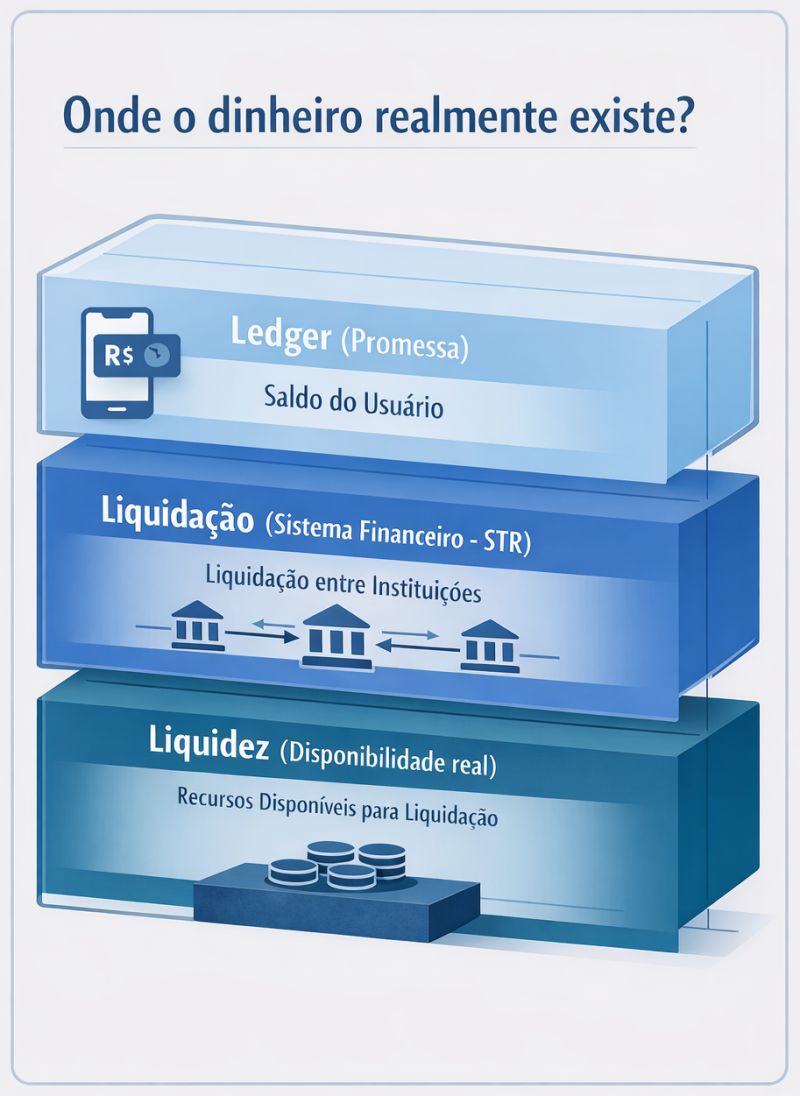 Onde o dinheiro realmente existe?
R$
Ledger (Promessa)
Saldo do Usuário
Liquidação (Sistema Financeiro - STR)
Liquidação entre Instituições
Liquidez (Disponibilidade real)
Recursos Disponíveis para Liquidação